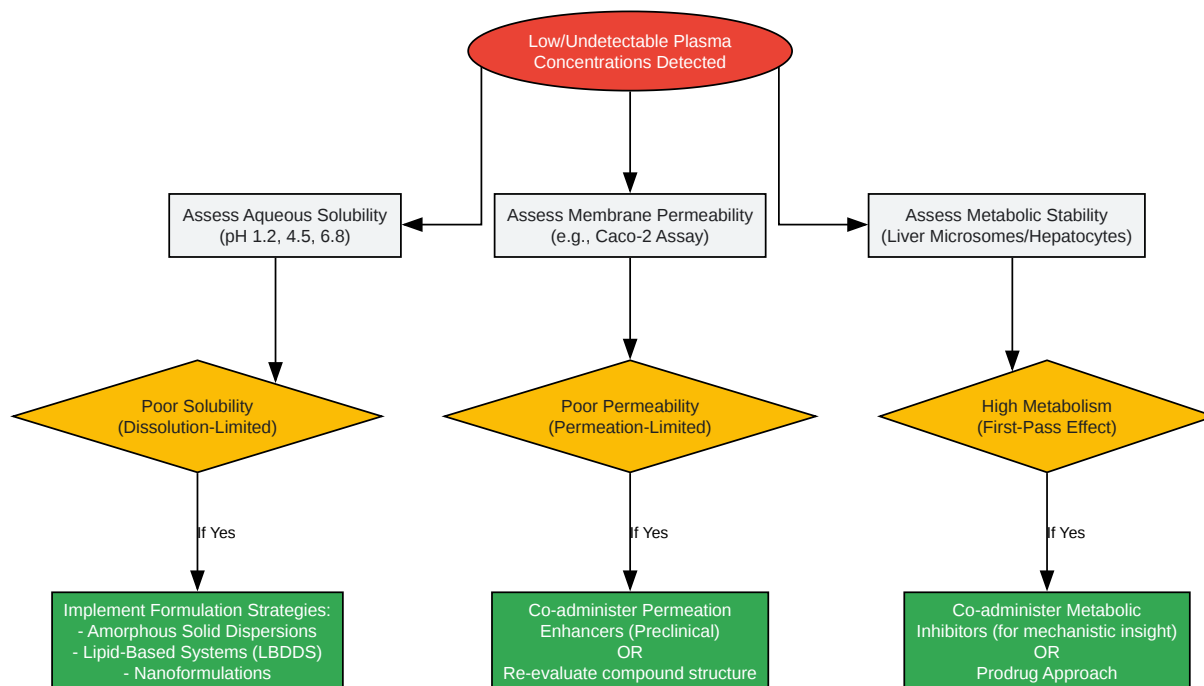 Low/Undetectable Plasma
Concentrations Detected
Assess Aqueous Solubility
(pH 1.2, 4.5, 6.8)
Assess Membrane Permeability
(e.g., Caco-2 Assay)
Assess Metabolic Stability
(Liver Microsomes/Hepatocytes)
Poor Solubility
(Dissolution-Limited)
Poor Permeability
(Permeation-Limited)
High Metabolism
(First-Pass Effect)
If Yes
If Yes
If Yes
Implement Formulation Strategies:
- Amorphous Solid Dispersions
- Lipid-Based Systems (LBDDS)
- Nanoformulations
Co-administer Permeation
Enhancers (Preclinical)
OR
Re-evaluate compound structure
Co-administer Metabolic
Inhibitors (for mechanistic insight)
OR
Prodrug Approach